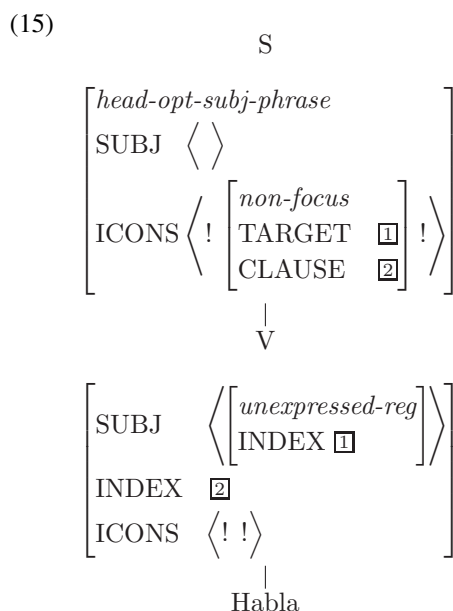 (15)
S
head-opt-subj-phrase
SUBJ ⟨ ⟩
ICONS ⟨! [non-focus
TARGET 1
CLAUSE 2] !⟩
V
SUBJ ⟨[unexpressed-reg
INDEX 1]⟩
INDEX 2
ICONS ⟨! !⟩
Habla